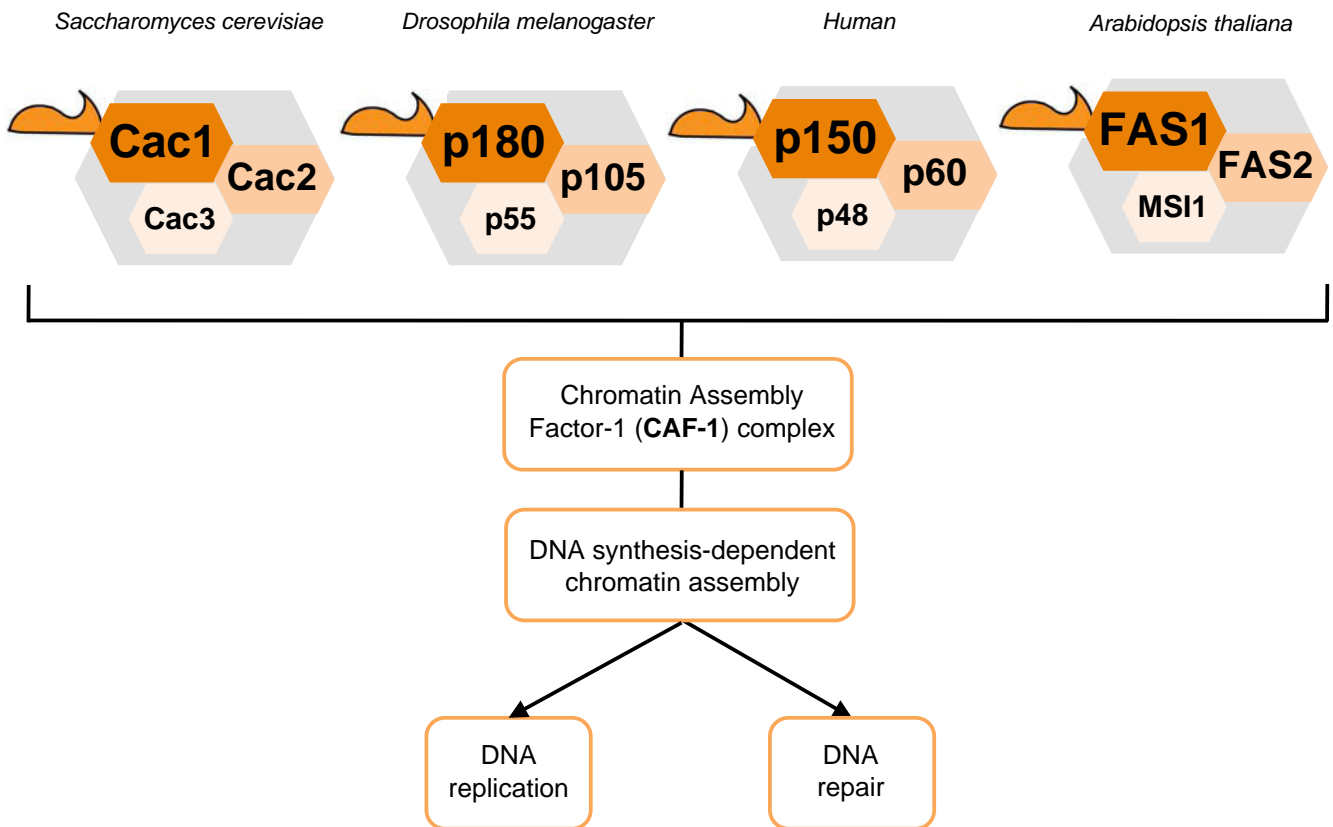 Saccharomyces cerevisiae
Drosophila melanogaster
Human
Arabidopsis thaliana
Cac1
Cac2
Cac3
p180
p105
p55
p150
p60
p48
FAS1
FAS2
MSI1
Chromatin Assembly
Factor-1 (CAF-1) complex
DNA synthesis-dependent
chromatin assembly
DNA
replication
DNA
repair